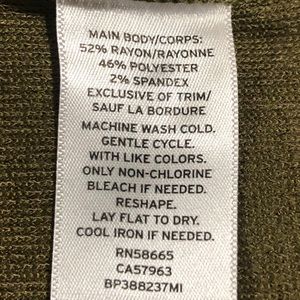 MAIN BODY/CORPS:
52% RAYON/RAYONNE
46% POLYESTER
2% SPANDEX
EXCLUSIVE OF TRIM/
SAUF LA BORDURE
MACHINE WASH COLD.
GENTLE CYCLE.
WITH LIKE COLORS.
ONLY NON-CHLORINE
BLEACH IF NEEDED.
RESHAPE.
LAY FLAT TO DRY.
COOL IRON IF NEEDED.
RN58665
CA57963
BP388237MI